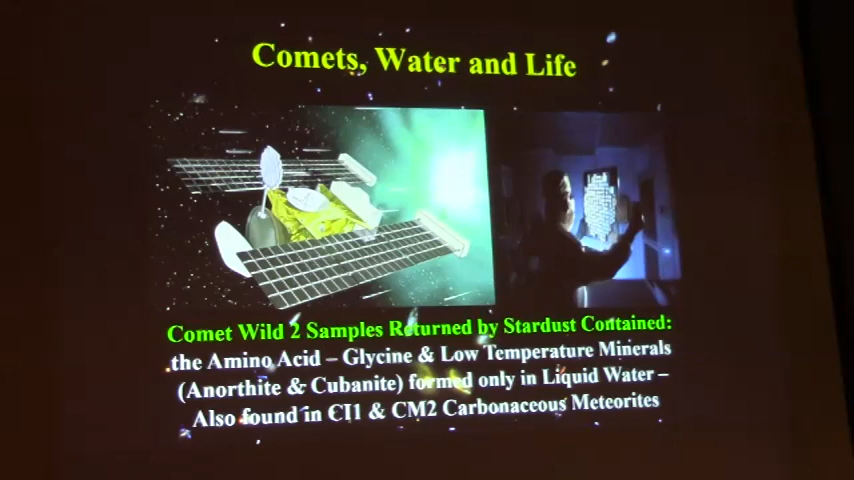 Comets, Water and Life
Comet Wild 2 Samples Returned by Stardust Contained:
the Amino Acid – Glycine & Low Temperature Minerals
(Anorthite & Cubanite) formed only in Liquid Water –
Also found in CI1 & CM2 Carbonaceous Meteorites